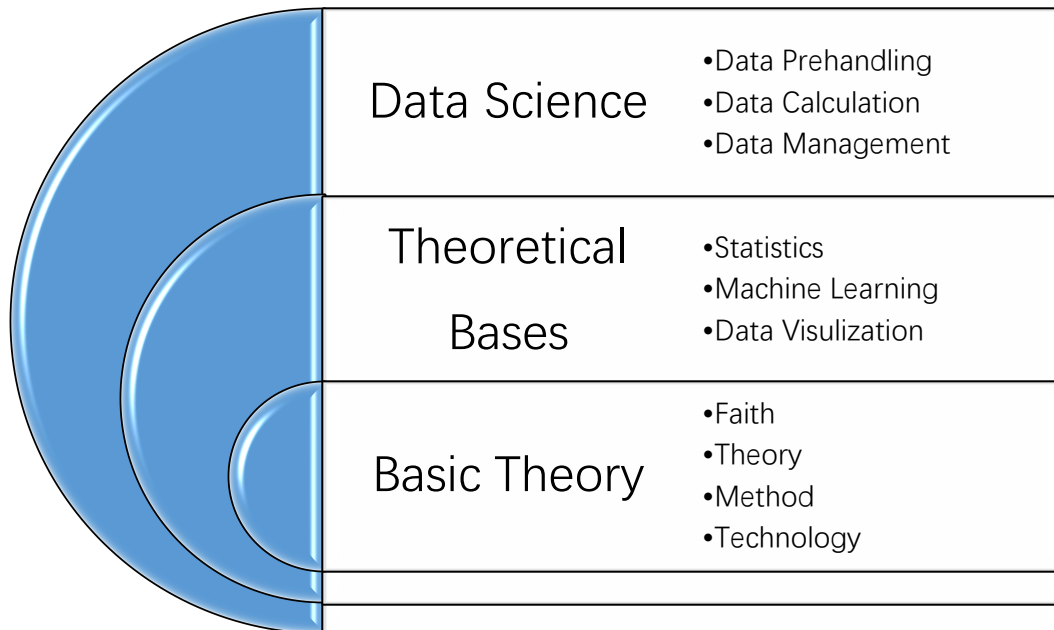 Data Science
•Data Prehandling
•Data Calculation
•Data Management
Theoretical
Bases
•Statistics
•Machine Learning
•Data Visulization
Basic Theory
•Faith
•Theory
•Method
•Technology